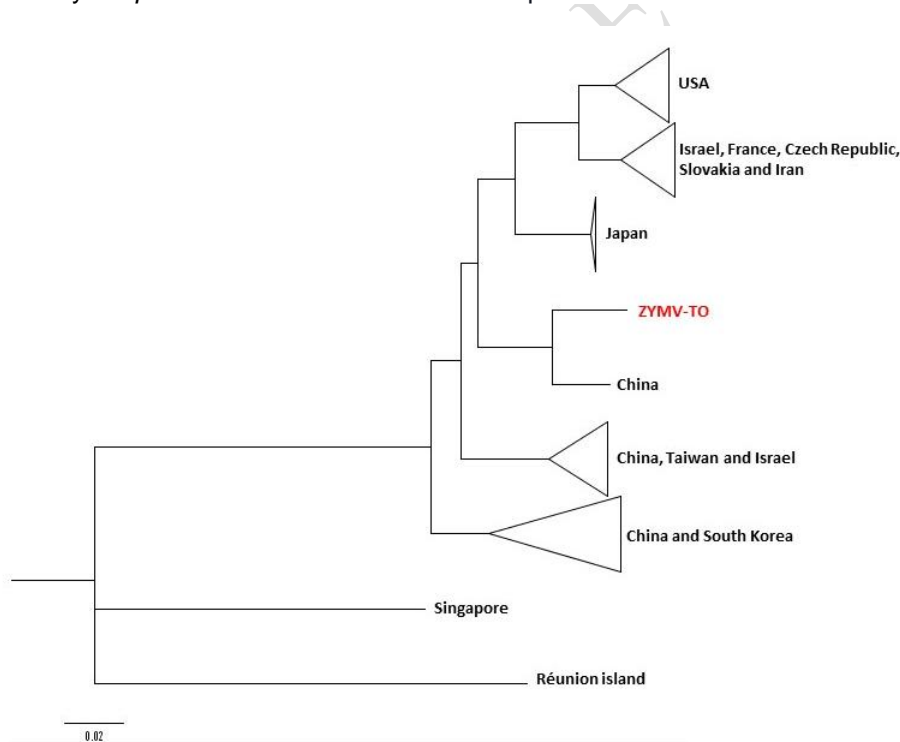 USA
Israel, France, Czech Republic,
Slovakia and Iran
Japan
ZYMV-TO
China
China, Taiwan and Israel
China and South Korea
Singapore
Réunion island
0.02